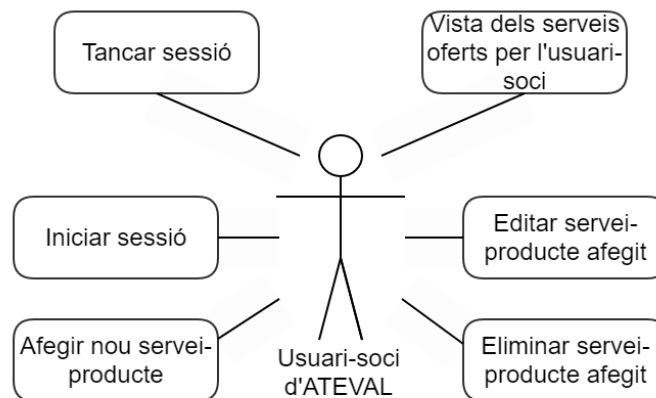 Tancar sessió
Vista dels serveis
oferts per l'usuari-
soci
Iniciar sessió
Editar servei-
producte afegit
Afegir nou servei-
producte
Usuari-soci
d'ATEVAL
Eliminar servei-
producte afegit